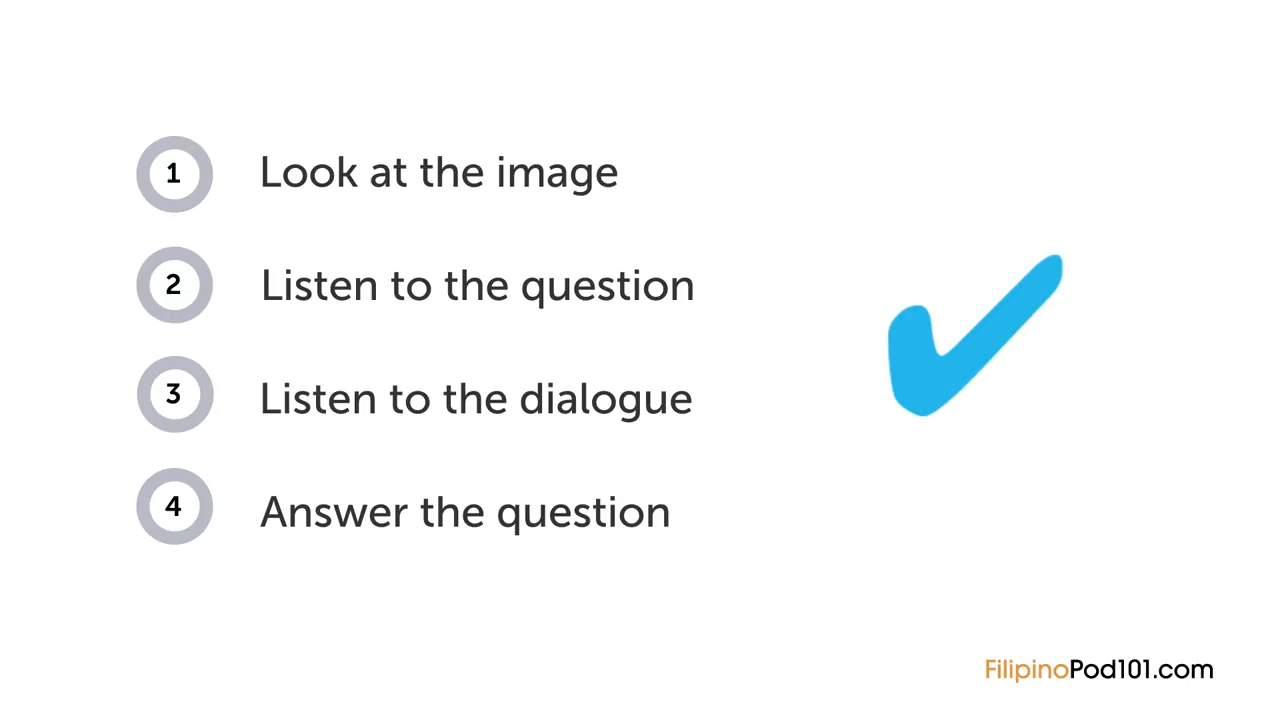 1 Look at the image
2 Listen to the question
3 Listen to the dialogue
4 Answer the question
FilipinoPod101.com